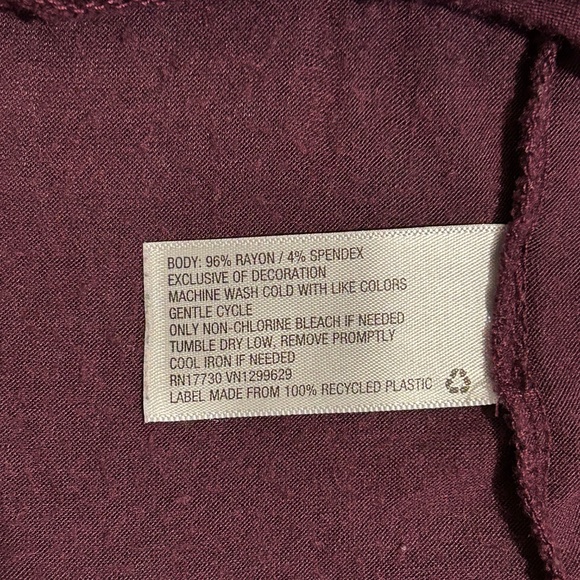 BODY: 96% RAYON / 4% SPENDEX
EXCLUSIVE OF DECORATION
MACHINE WASH COLD WITH LIKE COLORS
GENTLE CYCLE
ONLY NON-CHLORINE BLEACH IF NEEDED
TUMBLE DRY LOW, REMOVE PROMPTLY
COOL IRON IF NEEDED
RN17730 VN1299629
LABEL MADE FROM 100% RECYCLED PLASTIC